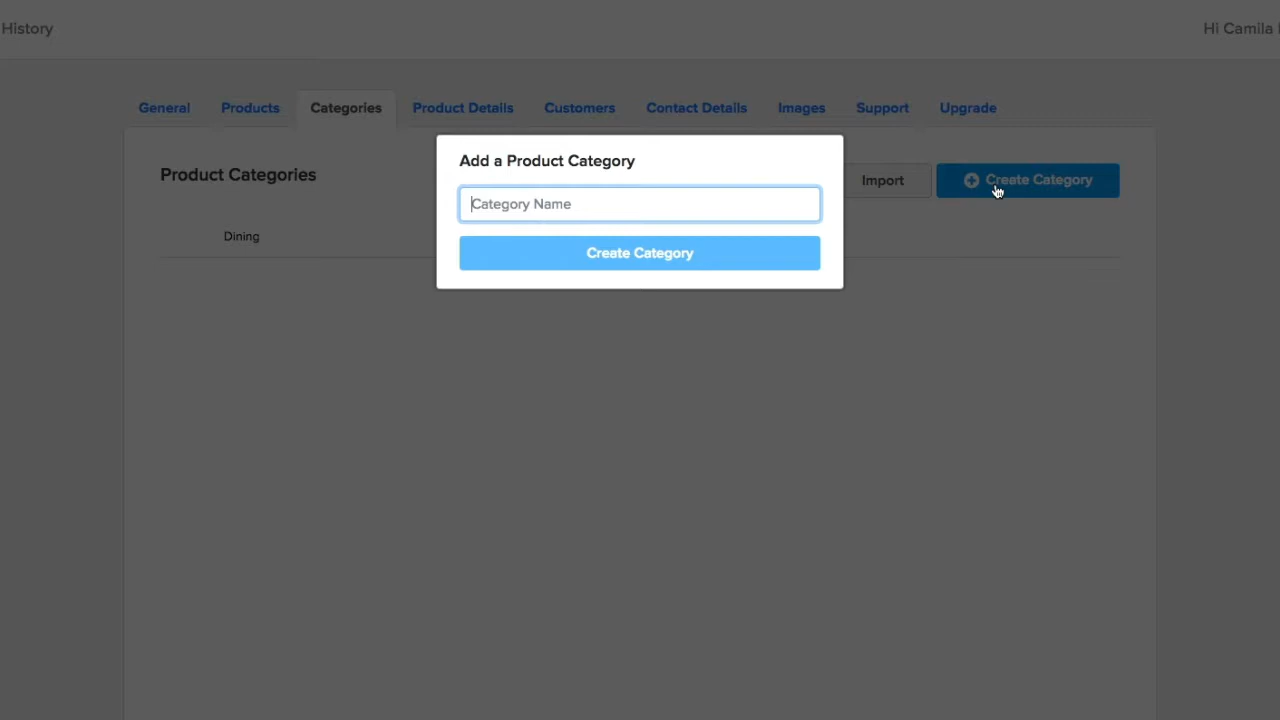 History
Hi Camila
General Products Categories Product Details Customers Contact Details Images Support Upgrade
Add a Product Category
Product Categories
Import
Create Category
Category Name
Dining
Create Category